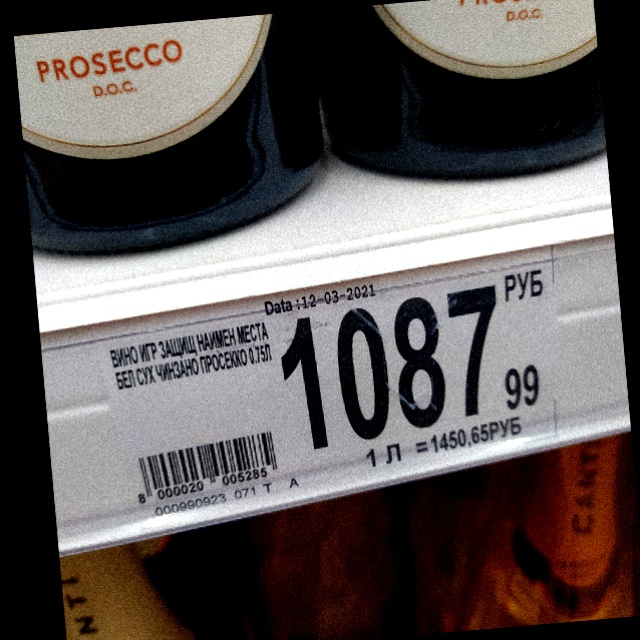 PROSECCO
D.O.C.
D.O.C.
Data :12-03-2021
ВИНО ИГР ЗАЩИЩ НАИМЕН МЕСТА
БЕЛ СУХ ЧИНЗАНО ПРОСЕККО 0,75Л
1087
РУБ
99
1 Л =1450,65РУБ
8 000020 005285
000990923 071 T A